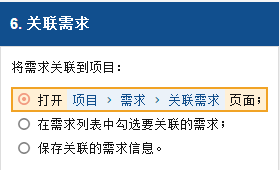 6. 关联需求
将需求关联到项目：
打开 项目 › 需求 › 关联需求 页面；
在需求列表中勾选要关联的需求；
保存关联的需求信息。